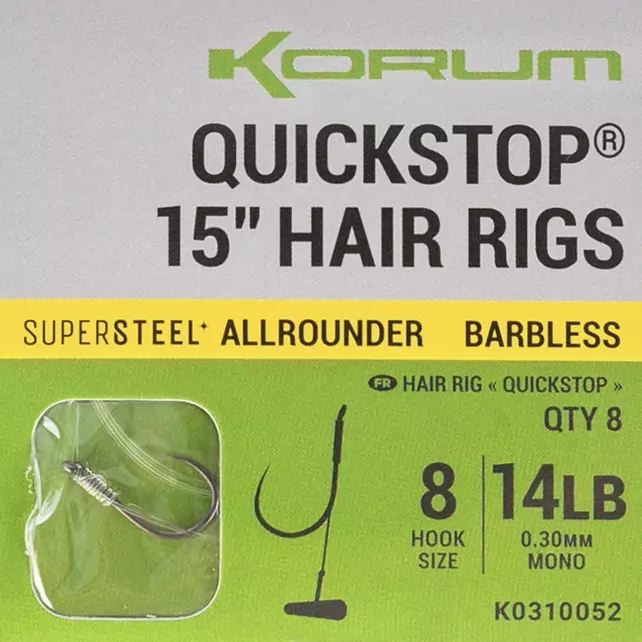 KORUM
QUICKSTOP®
15" HAIR RIGS
SUPERSTEEL+ ALLROUNDER BARBLESS
FR HAIR RIG « QUICKSTOP »
QTY 8
8 14LB
HOOK 0.30MM
SIZE MONO
K0310052